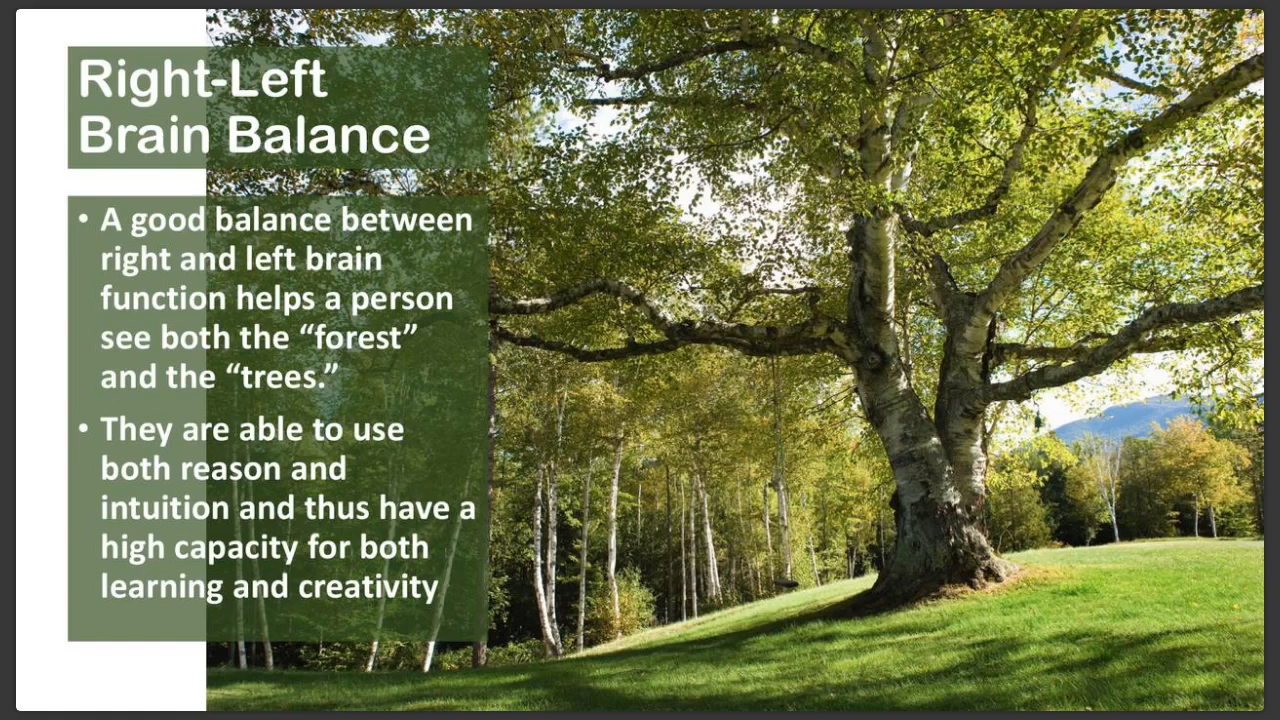 Right-Left
Brain Balance
• A good balance between
right and left brain
function helps a person
see both the “forest”
and the “trees.”
• They are able to use
both reason and
intuition and thus have a
high capacity for both
learning and creativity